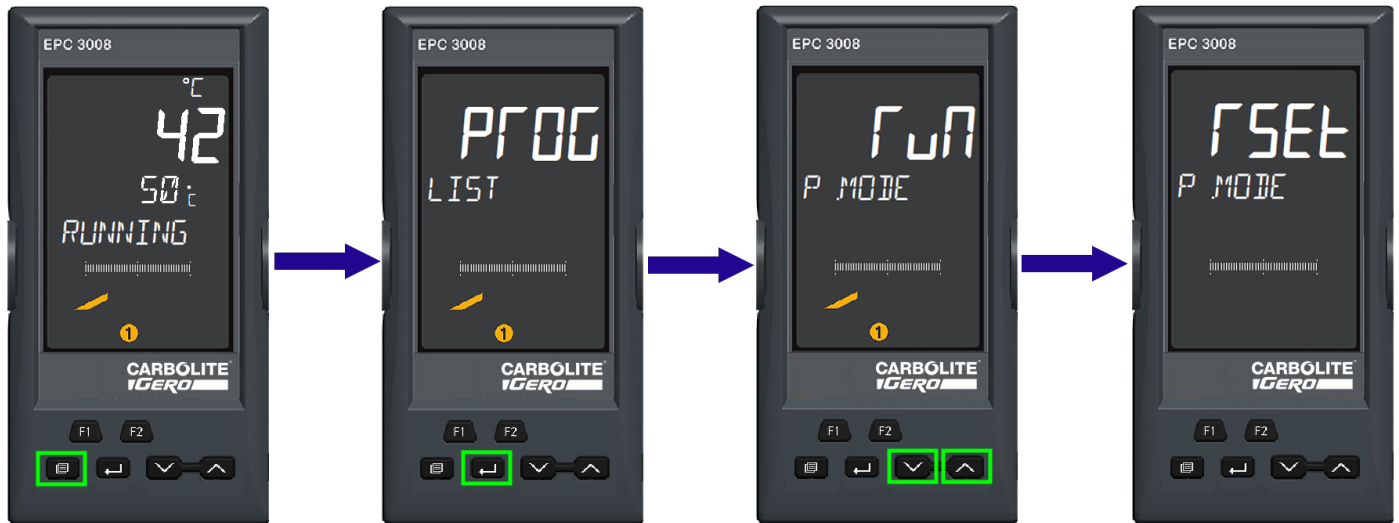 EPC 3008
°C
42
50 °C
RUNNING
1
CARBOLITE
GERO
F1 F2
EPC 3008
PrOG
LIST
1
CARBOLITE
GERO
F1 F2
EPC 3008
run
P.MODE
1
CARBOLITE
GERO
F1 F2
EPC 3008
rSEt
P.MODE
CARBOLITE
GERO
F1 F2